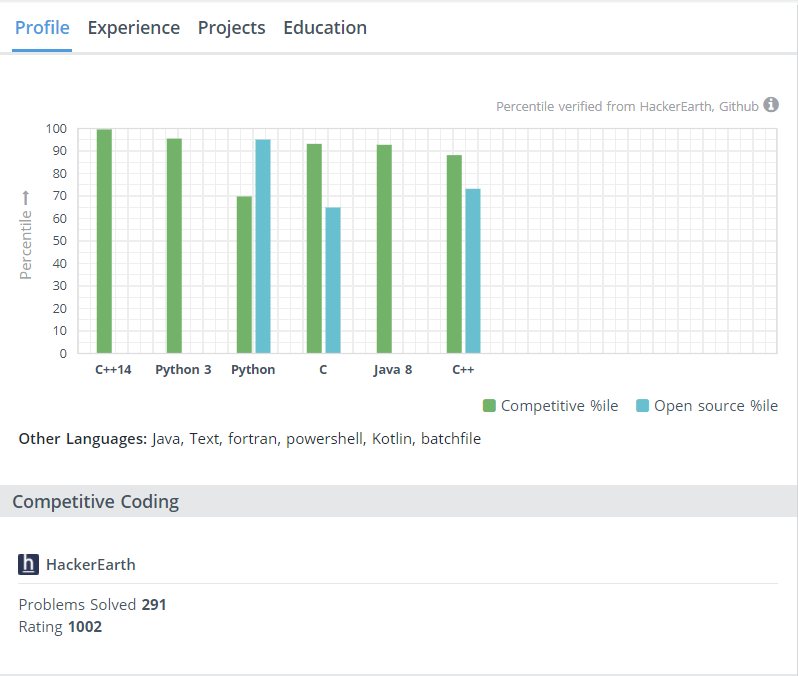 Profile Experience Projects Education
Percentile verified from HackerEarth, Github
Percentile →
100
90
80
70
60
50
40
30
20
10
0
C++14 Python 3 Python C Java 8 C++
Competitive %ile Open source %ile
Other Languages: Java, Text, fortran, powershell, Kotlin, batchfile
Competitive Coding
h HackerEarth
Problems Solved 291
Rating 1002